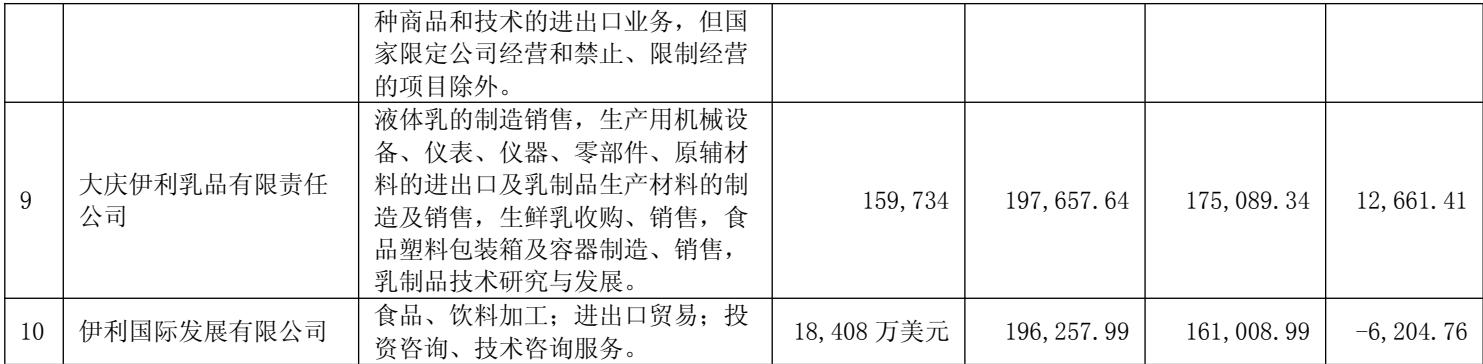 种商品和技术的进出口业务，但国
家限定公司经营和禁止、限制经营
的项目除外。
9
大庆伊利乳品有限责任
公司
液体乳的制造销售，生产用机械设
备、仪表、仪器、零部件、原辅材
料的进出口及乳制品生产材料的制
造及销售，生鲜乳收购、销售，食
品塑料包装箱及容器制造、销售，
乳制品技术研究与发展。
159,734
197,657.64
175,089.34
12,661.41
10
伊利国际发展有限公司
食品、饮料加工；进出口贸易；投
资咨询、技术咨询服务。
18,408 万美元
196,257.99
161,008.99
-6,204.76